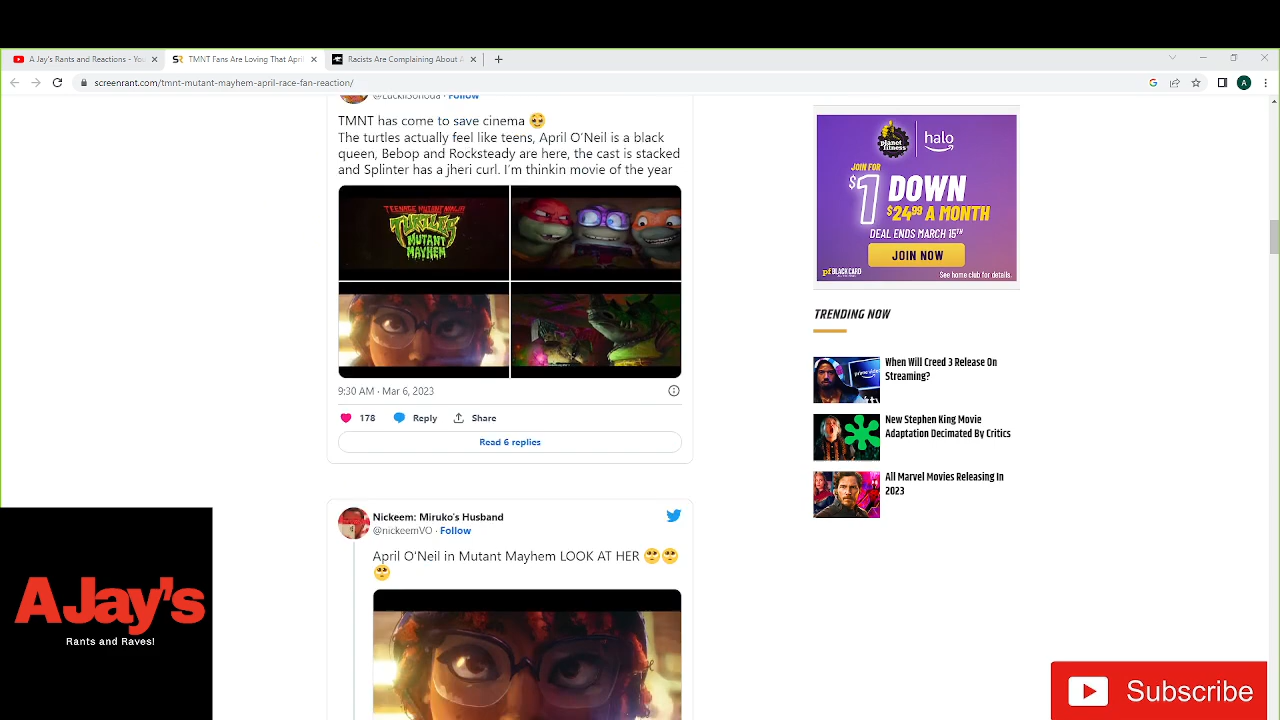 A.Jay's Rants and Reactions - You
TMNT Fans Are Loving That April
Racists Are Complaining About A
screenrant.com/tmnt-mutant-mayhem-april-race-fan-reaction/
A
Follow
TMNT has come to save cinema
The turtles actually feel like teens, April O'Neil is a black
queen, Bebop and Rocksteady are here, the cast is stacked
and Splinter has a jheri curl. I'm thinkin movie of the year
TEENAGE MUTANT NINJA
TURTLES
MUTANT
MAYHEM
9:30 AM · Mar 6, 2023
178 Reply Share
Read 6 replies
Nickeem: Miruko's Husband
@nickeemVO · Follow
April O'Neil in Mutant Mayhem LOOK AT HER
planet fitness halo
JOIN FOR
$1 DOWN
$24.99 A MONTH
DEAL ENDS MARCH 15TH
JOIN NOW
pf BLACK CARD
See home club for details.
TRENDING NOW
prime video
When Will Creed 3 Release On
Streaming?
New Stephen King Movie
Adaptation Decimated By Critics
All Marvel Movies Releasing In
2023
AJay's
Rants and Raves!
Subscribe